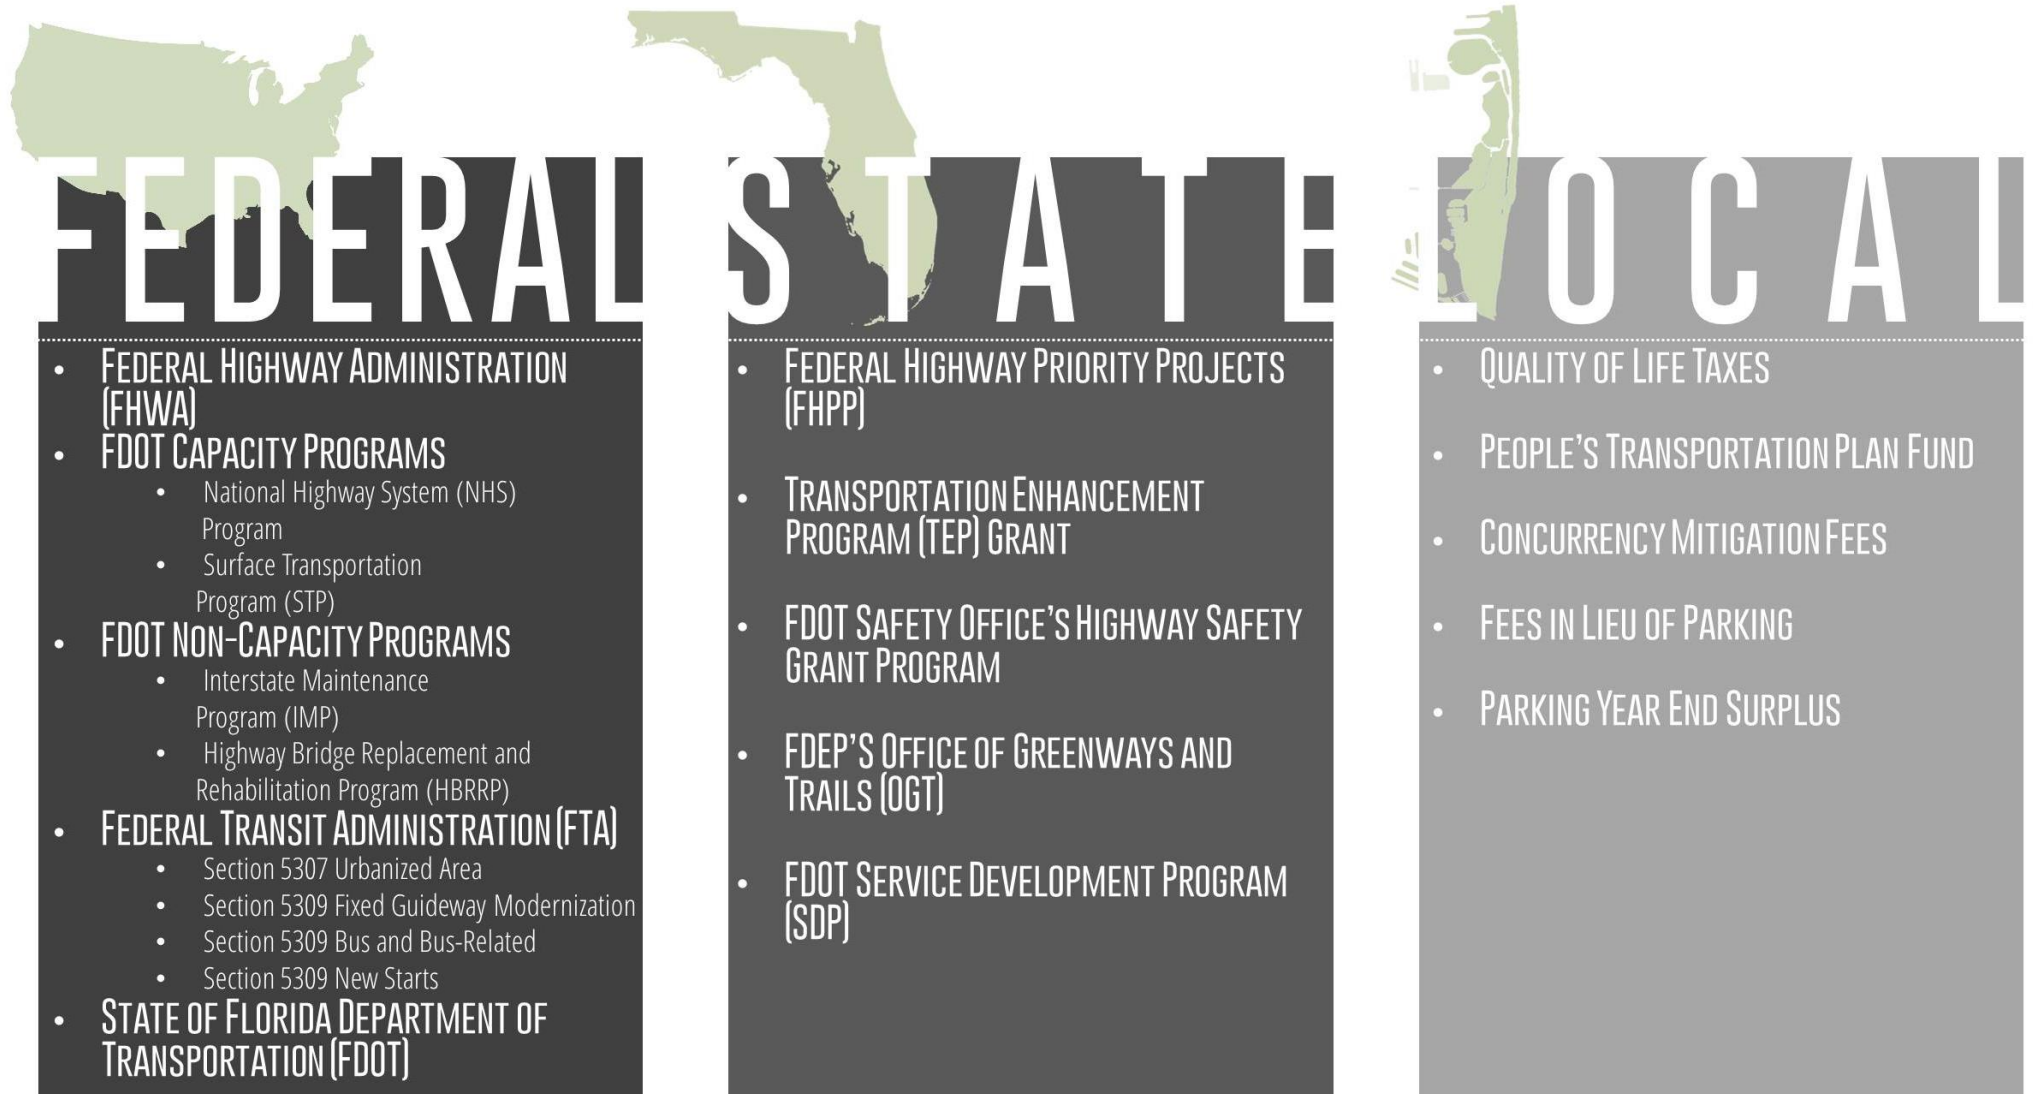 FEDERAL
• FEDERAL HIGHWAY ADMINISTRATION
(FHWA)
• FDOT CAPACITY PROGRAMS
• National Highway System (NHS)
Program
• Surface Transportation
Program (STP)
• FDOT NON-CAPACITY PROGRAMS
• Interstate Maintenance
Program (IMP)
• Highway Bridge Replacement and
Rehabilitation Program (HBRRP)
• FEDERAL TRANSIT ADMINISTRATION (FTA)
• Section 5307 Urbanized Area
• Section 5309 Fixed Guideway Modernization
• Section 5309 Bus and Bus-Related
• Section 5309 New Starts
• STATE OF FLORIDA DEPARTMENT OF
TRANSPORTATION (FDOT)
STATE
• FEDERAL HIGHWAY PRIORITY PROJECTS
(FHPP)
• TRANSPORTATION ENHANCEMENT
PROGRAM (TEP) GRANT
• FDOT SAFETY OFFICE'S HIGHWAY SAFETY
GRANT PROGRAM
• FDEP'S OFFICE OF GREENWAYS AND
TRAILS (OGT)
• FDOT SERVICE DEVELOPMENT PROGRAM
(SDP)
LOCAL
• QUALITY OF LIFE TAXES
• PEOPLE'S TRANSPORTATION PLAN FUND
• CONCURRENCY MITIGATION FEES
• FEES IN LIEU OF PARKING
• PARKING YEAR END SURPLUS